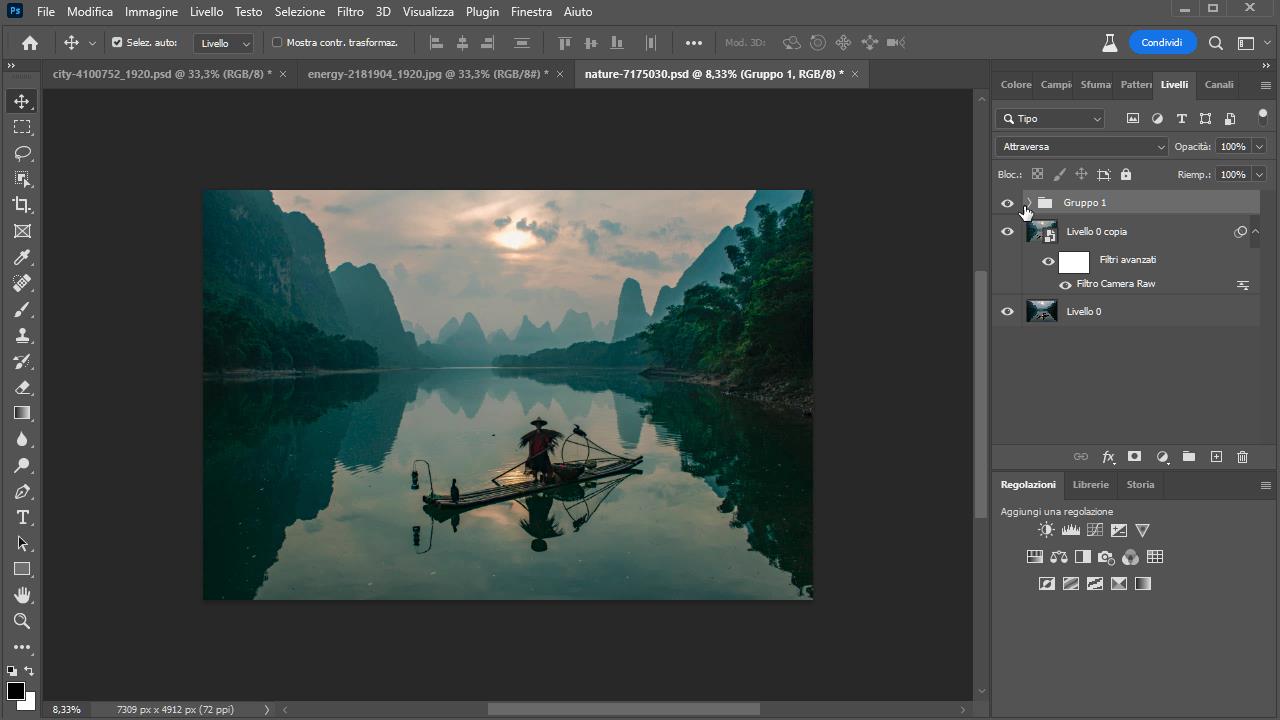 Ps File Modifica Immagine Livello Testo Selezione Filtro 3D Visualizza Plugin Finestra Aiuto
Selez. auto: Livello Mostra contr. trasformaz. Mod. 3D: Condividi
city-4100752_1920.psd @ 33,3% (RGB/8) * energy-2181904_1920.jpg @ 33,3% (RGB/8#) * nature-7175030.psd @ 8,33% (Gruppo 1, RGB/8) *
Colore Campi Sfuma Patter Livelli Canali
Tipo
Attraversa Opacità: 100%
Bloc.: Riemp.: 100%
Gruppo 1
Livello 0 copia
Filtri avanzati
Filtro Camera Raw
Livello 0
fx
Regolazioni Librerie Storia
Aggiungi una regolazione
8,33% 7309 px x 4912 px (72 ppi)